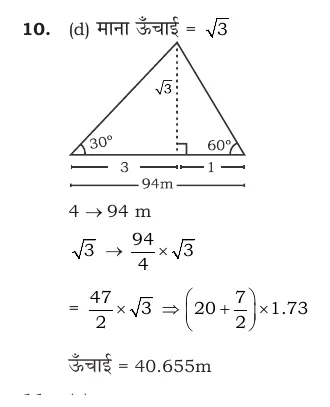 10. (d) माना ऊँचाई = √3
√3
30° 60°
3 1
94m
4 → 94 m
√3 → 94/4 × √3
= 47/2 × √3 ⇒ (20 + 7/2) × 1.73
ऊँचाई = 40.655m